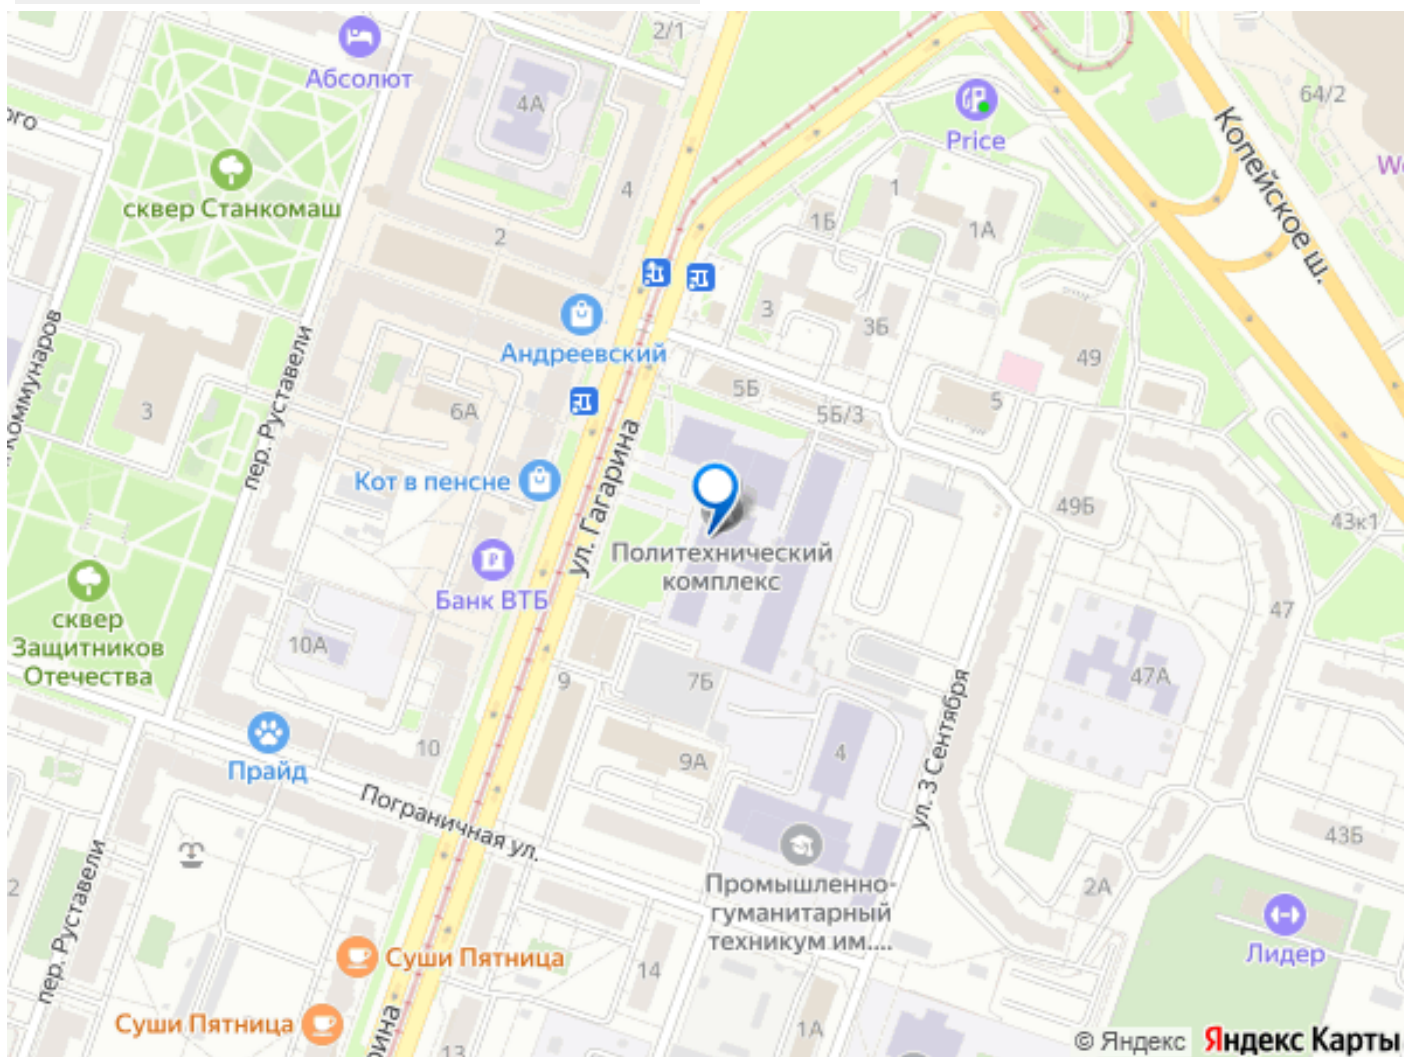 2/1
Абсолют
4А
64/2
ого
Price
Копейское ш.
сквер Станкомаш
4
1
1Б
1А
2
3
3Б
Андреевский
49
Коммунаров
пер. Руставели
3
6А
5Б
5
5Б/3
Кот в пенсне
ул. Гагарина
49Б
43к1
Политехнический
комплекс
Банк ВТБ
сквер
Защитников
Отечества
10А
47
9
7Б
47А
ул. 3 Сентября
Прайд
10
9А
4
Пограничная ул.
43Б
2
пер. Руставели
Промышленно-
гуманитарный
техникум им....
2А
Лидер
Суши Пятница
14
Суши Пятница
рина
13
1А
© Яндекс Яндекс Карты